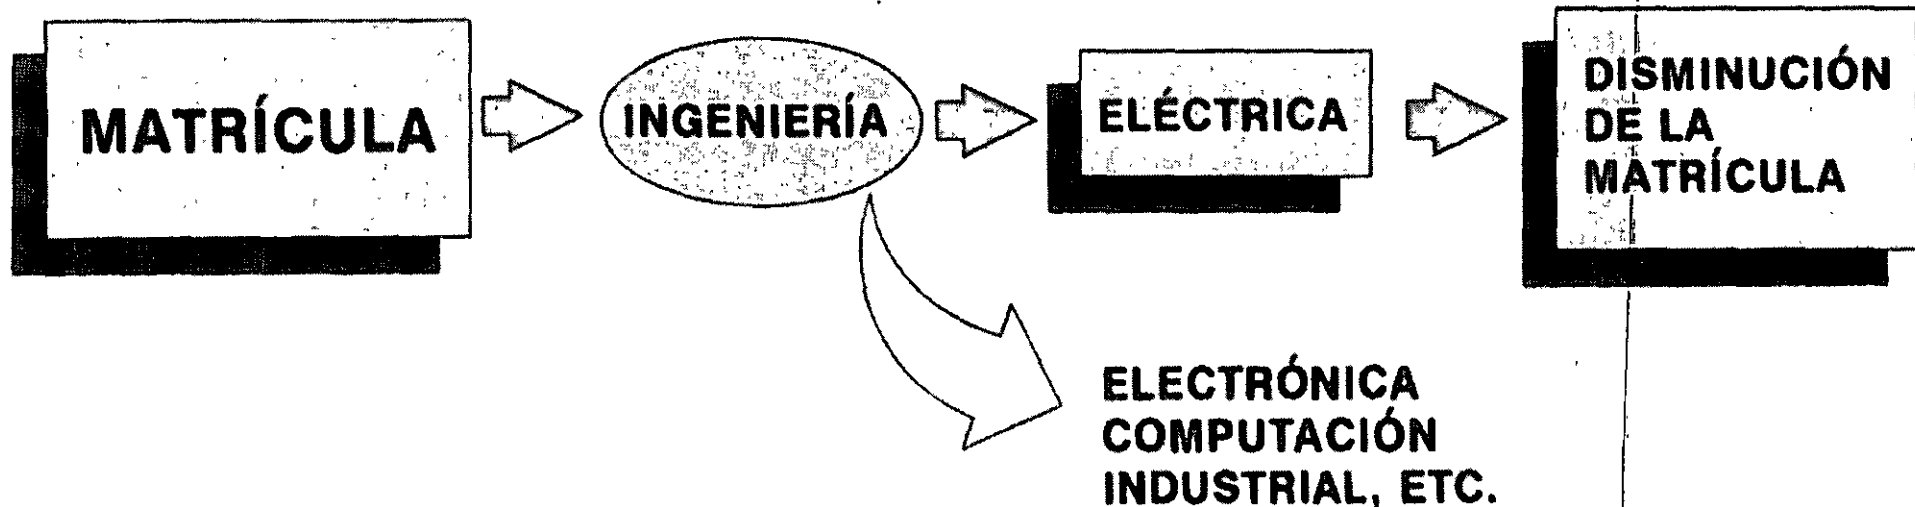 MATRÍCULA
INGENIERÍA
ELÉCTRICA
DISMINUCIÓN
DE LA
MATRÍCULA
ELECTRÓNICA
COMPUTACIÓN
INDUSTRIAL, ETC.